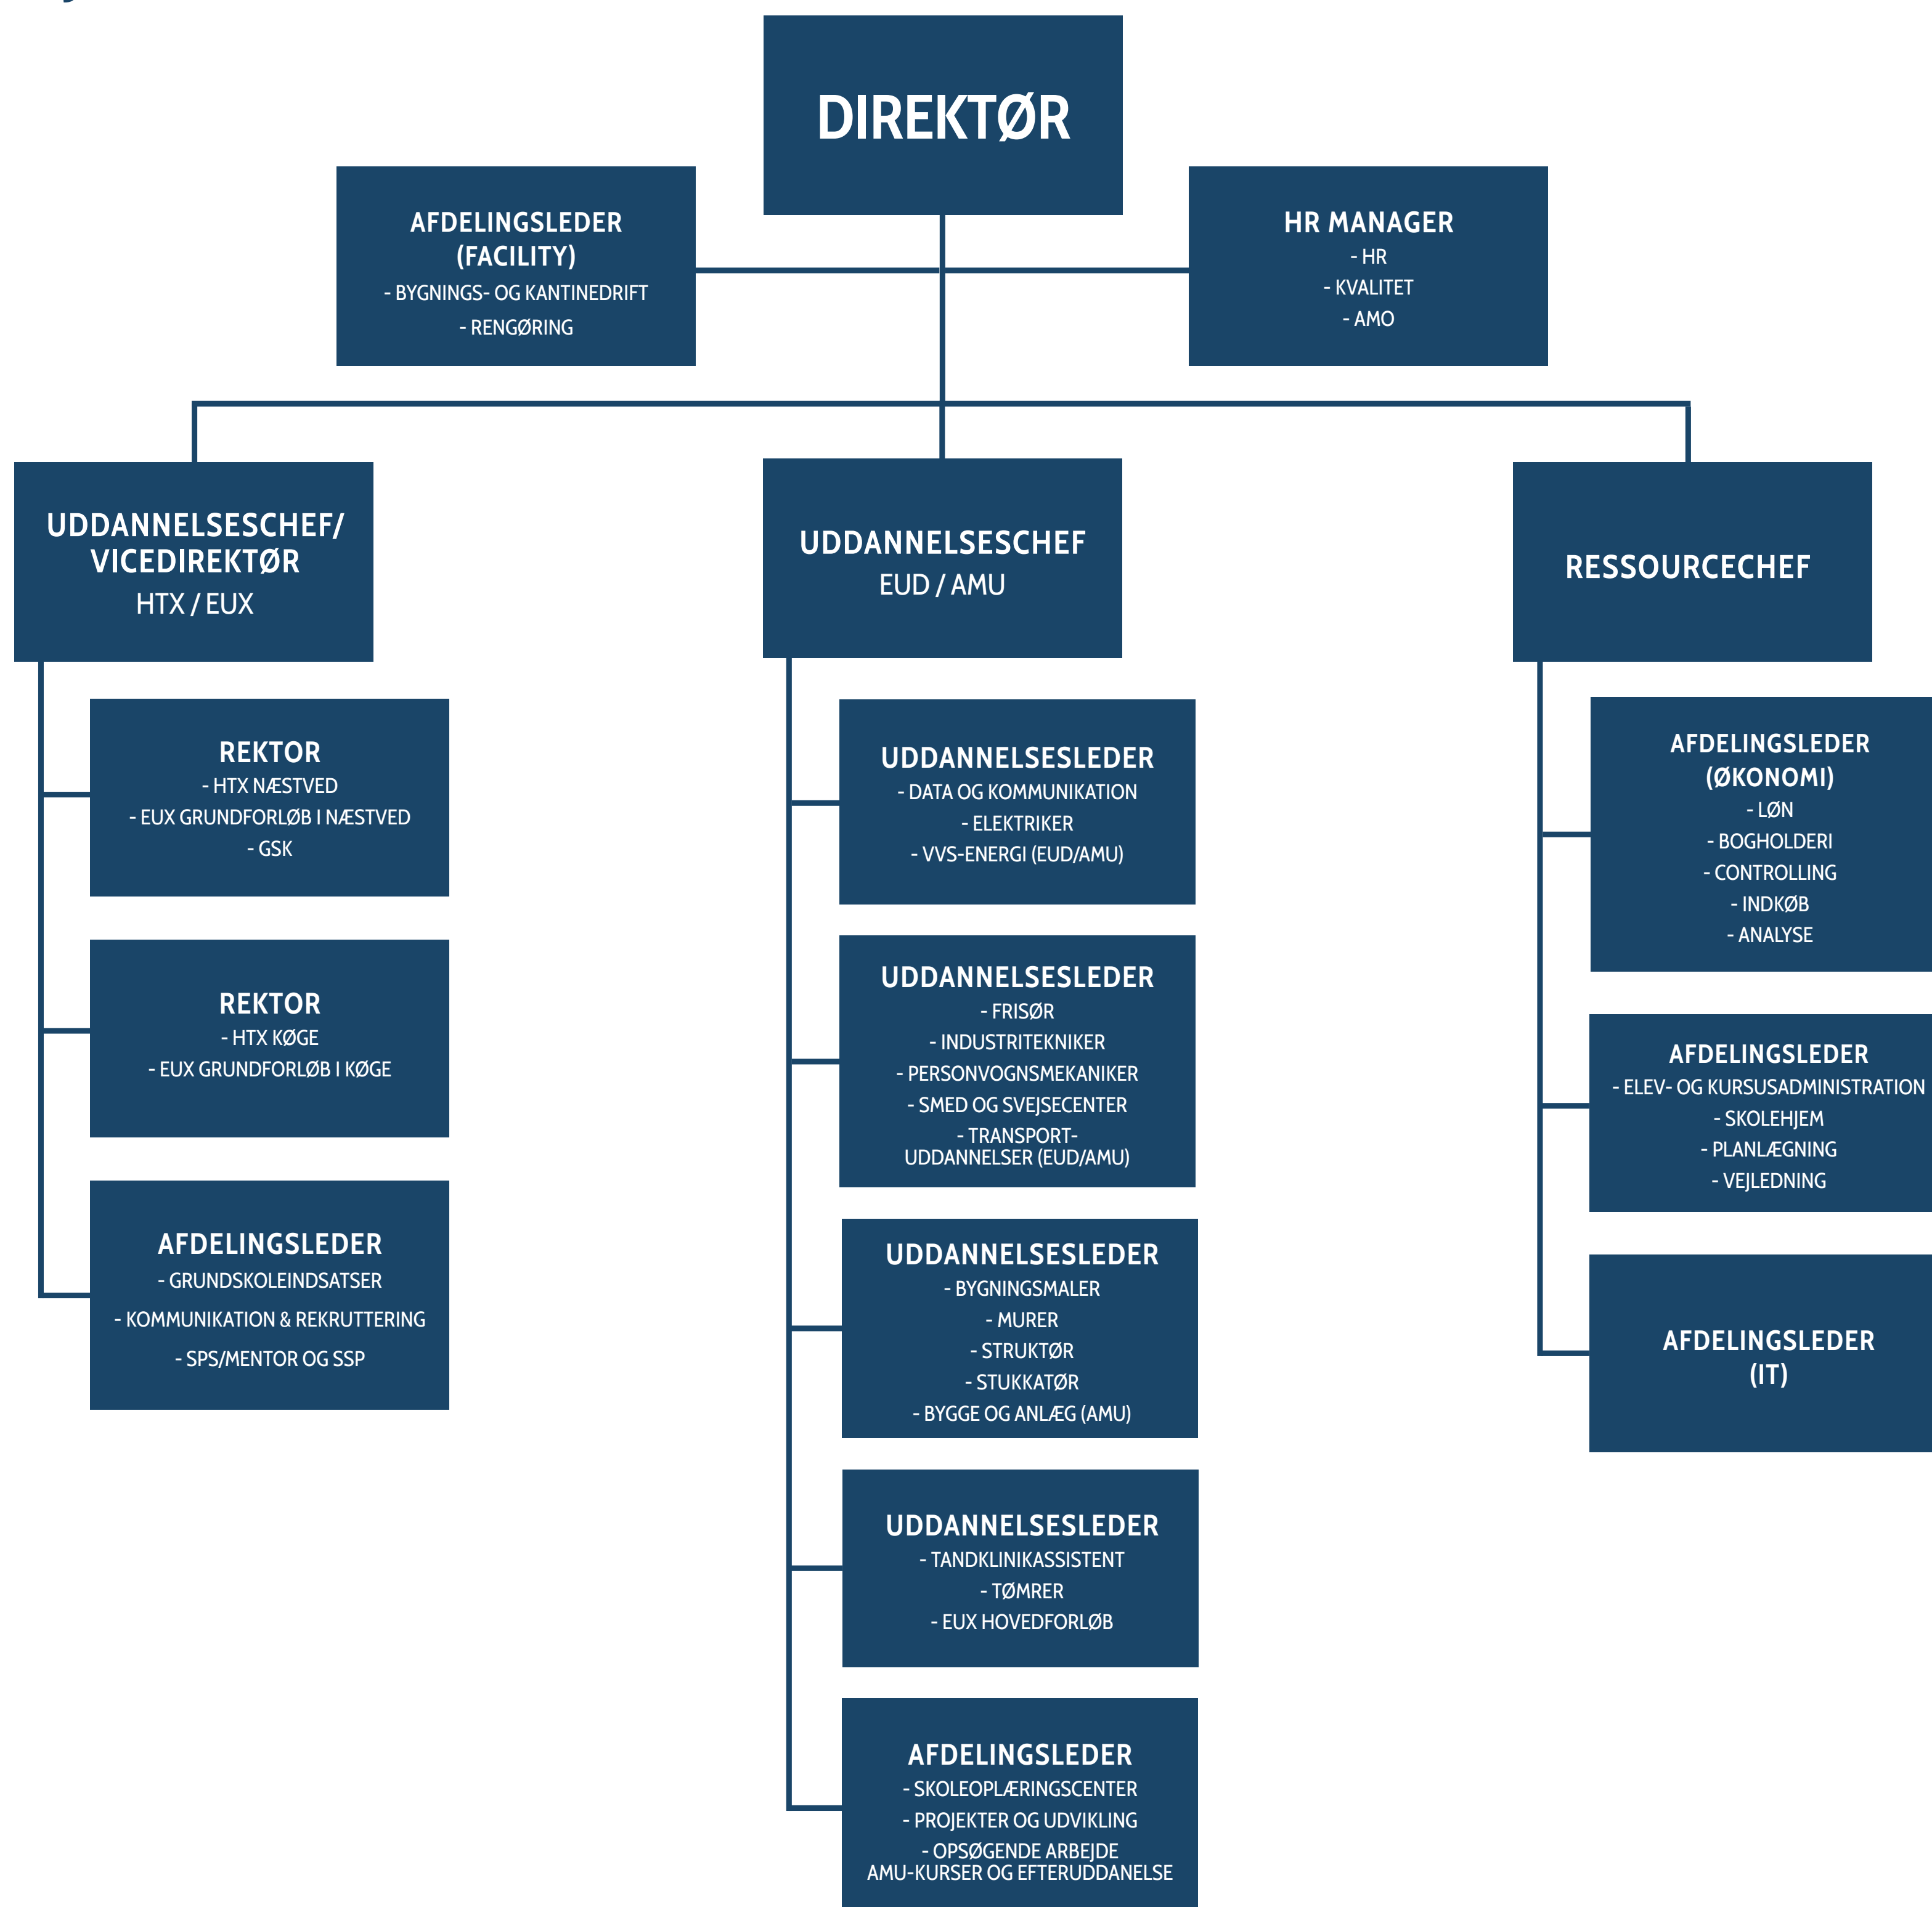 DIREKTØR
AFDELINGSLEDER
(FACILITY)
- BYGNINGS- OG KANTINEDRIFT
- RENGØRING
HR MANAGER
- HR
- KVALITET
- AMO
UDDANNELSESCHEF/
VICEDIREKTØR
HTX / EUX
REKTOR
- HTX NÆSTVED
- EUX GRUNDFORLØB I NÆSTVED
- GSK
REKTOR
- HTX KØGE
- EUX GRUNDFORLØB I KØGE
AFDELINGSLEDER
- GRUNDSKOLEINDSATSER
- KOMMUNIKATION & REKRUTTERING
- SPS/MENTOR OG SSP
UDDANNELSESCHEF
EUD / AMU
UDDANNELSESLEDER
- DATA OG KOMMUNIKATION
- ELEKTRIKER
- VVS-ENERGI (EUD/AMU)
UDDANNELSESLEDER
- FRISØR
- INDUSTRITEKNIKER
- PERSONVOGNSMEKANIKER
- SMED OG SVEJSECENTER
- TRANSPORT-
UDDANNELSER (EUD/AMU)
UDDANNELSESLEDER
- BYGNINGSMALER
- MURER
- STRUKTØR
- STUKKATØR
- BYGGE OG ANLÆG (AMU)
UDDANNELSESLEDER
- TANDKLINIKASSISTENT
- TØMRER
- EUX HOVEDFORLØB
AFDELINGSLEDER
- SKOLEOPLÆRINGSCENTER
- PROJEKTER OG UDVIKLING
- OPSØGENDE ARBEJDE
AMU-KURSER OG EFTERUDDANELSE
RESSOURCECHEF
AFDELINGSLEDER
(ØKONOMI)
- LØN
- BOGHOLDERI
- CONTROLLING
- INDKØB
- ANALYSE
AFDELINGSLEDER
- ELEV- OG KURSUSADMINISTRATION
- SKOLEHJEM
- PLANLÆGNING
- VEJLEDNING
AFDELINGSLEDER
(IT)